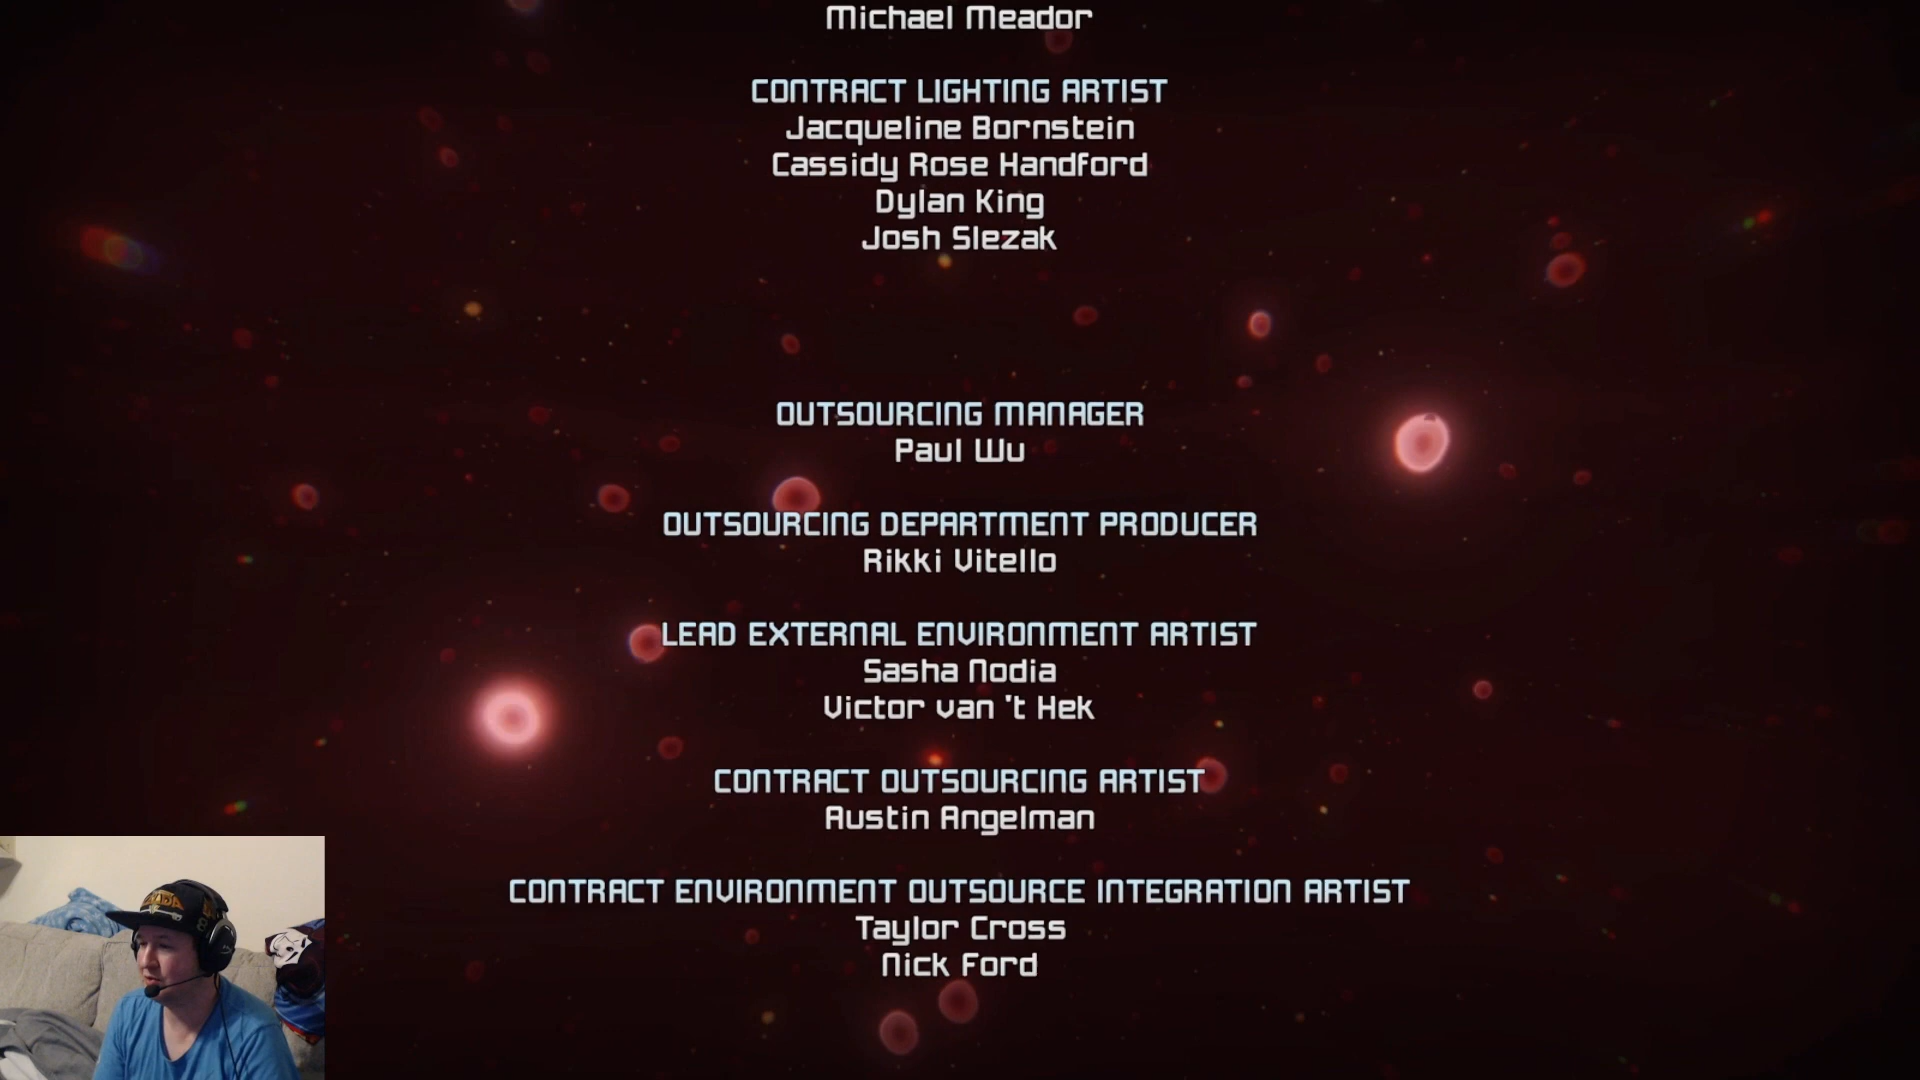 Michael Meador
CONTRACT LIGHTING ARTIST
Jacqueline Bornstein
Cassidy Rose Handford
Dylan King
Josh Slezak
OUTSOURCING MANAGER
Paul Wu
OUTSOURCING DEPARTMENT PRODUCER
Rikki Vitello
LEAD EXTERNAL ENVIRONMENT ARTIST
Sasha Nodia
Victor van 't Hek
CONTRACT OUTSOURCING ARTIST
Austin Angelman
CONTRACT ENVIRONMENT OUTSOURCE INTEGRATION ARTIST
Taylor Cross
Nick Ford